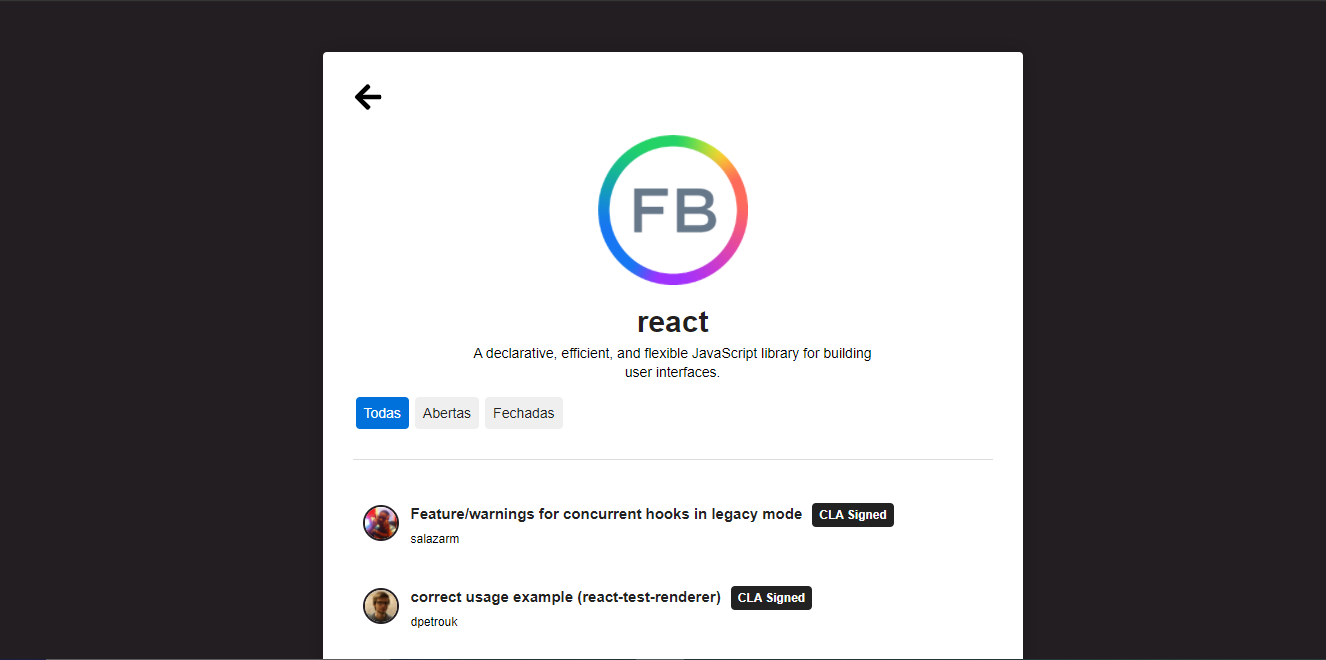 FB
react
A declarative, efficient, and flexible JavaScript library for building
user interfaces.
Todas Abertas Fechadas
Feature/warnings for concurrent hooks in legacy mode CLA Signed
salazarm
correct usage example (react-test-renderer) CLA Signed
dpetrouk